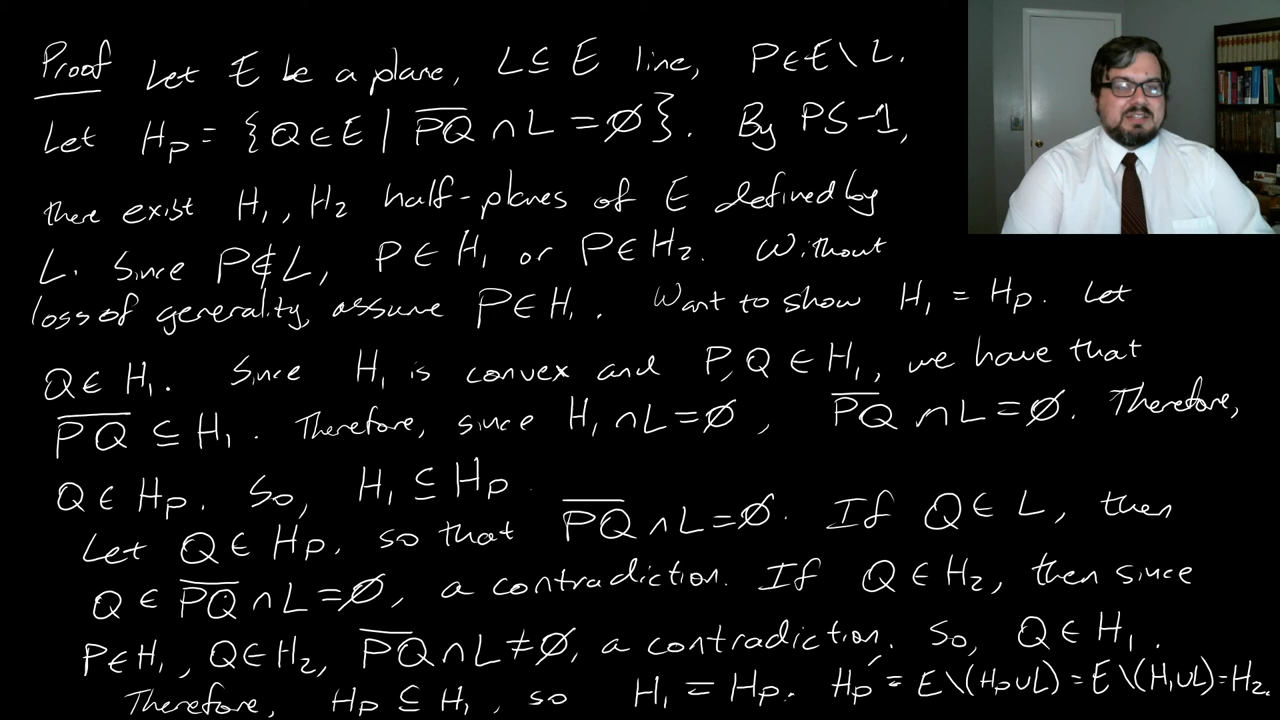 Proof Let E be a plane, L ⊆ E line, P ∈ E \ L.
Let H_P = {Q ∈ E | \overline{PQ} ∩ L = ∅}. By PS-1,
there exist H_1, H_2 half-planes of E defined by
L. Since P ∉ L, P ∈ H_1 or P ∈ H_2. Without
loss of generality, assume P ∈ H_1. Want to show H_1 = H_P. Let
Q ∈ H_1. Since H_1 is convex and P, Q ∈ H_1, we have that
\overline{PQ} ⊆ H_1. Therefore, since H_1 ∩ L = ∅, \overline{PQ} ∩ L = ∅. Therefore,
Q ∈ H_P. So, H_1 ⊆ H_P.
Let Q ∈ H_P, so that \overline{PQ} ∩ L = ∅. If Q ∈ L, then
Q ∈ \overline{PQ} ∩ L = ∅, a contradiction. If Q ∈ H_2, then since
P ∈ H_1, Q ∈ H_2, \overline{PQ} ∩ L ≠ ∅, a contradiction. So, Q ∈ H_1.
Therefore, H_P ⊆ H_1, so H_1 = H_P. H_P' = E \ (H_P ∪ L) = E \ (H_1 ∪ L) = H_2.